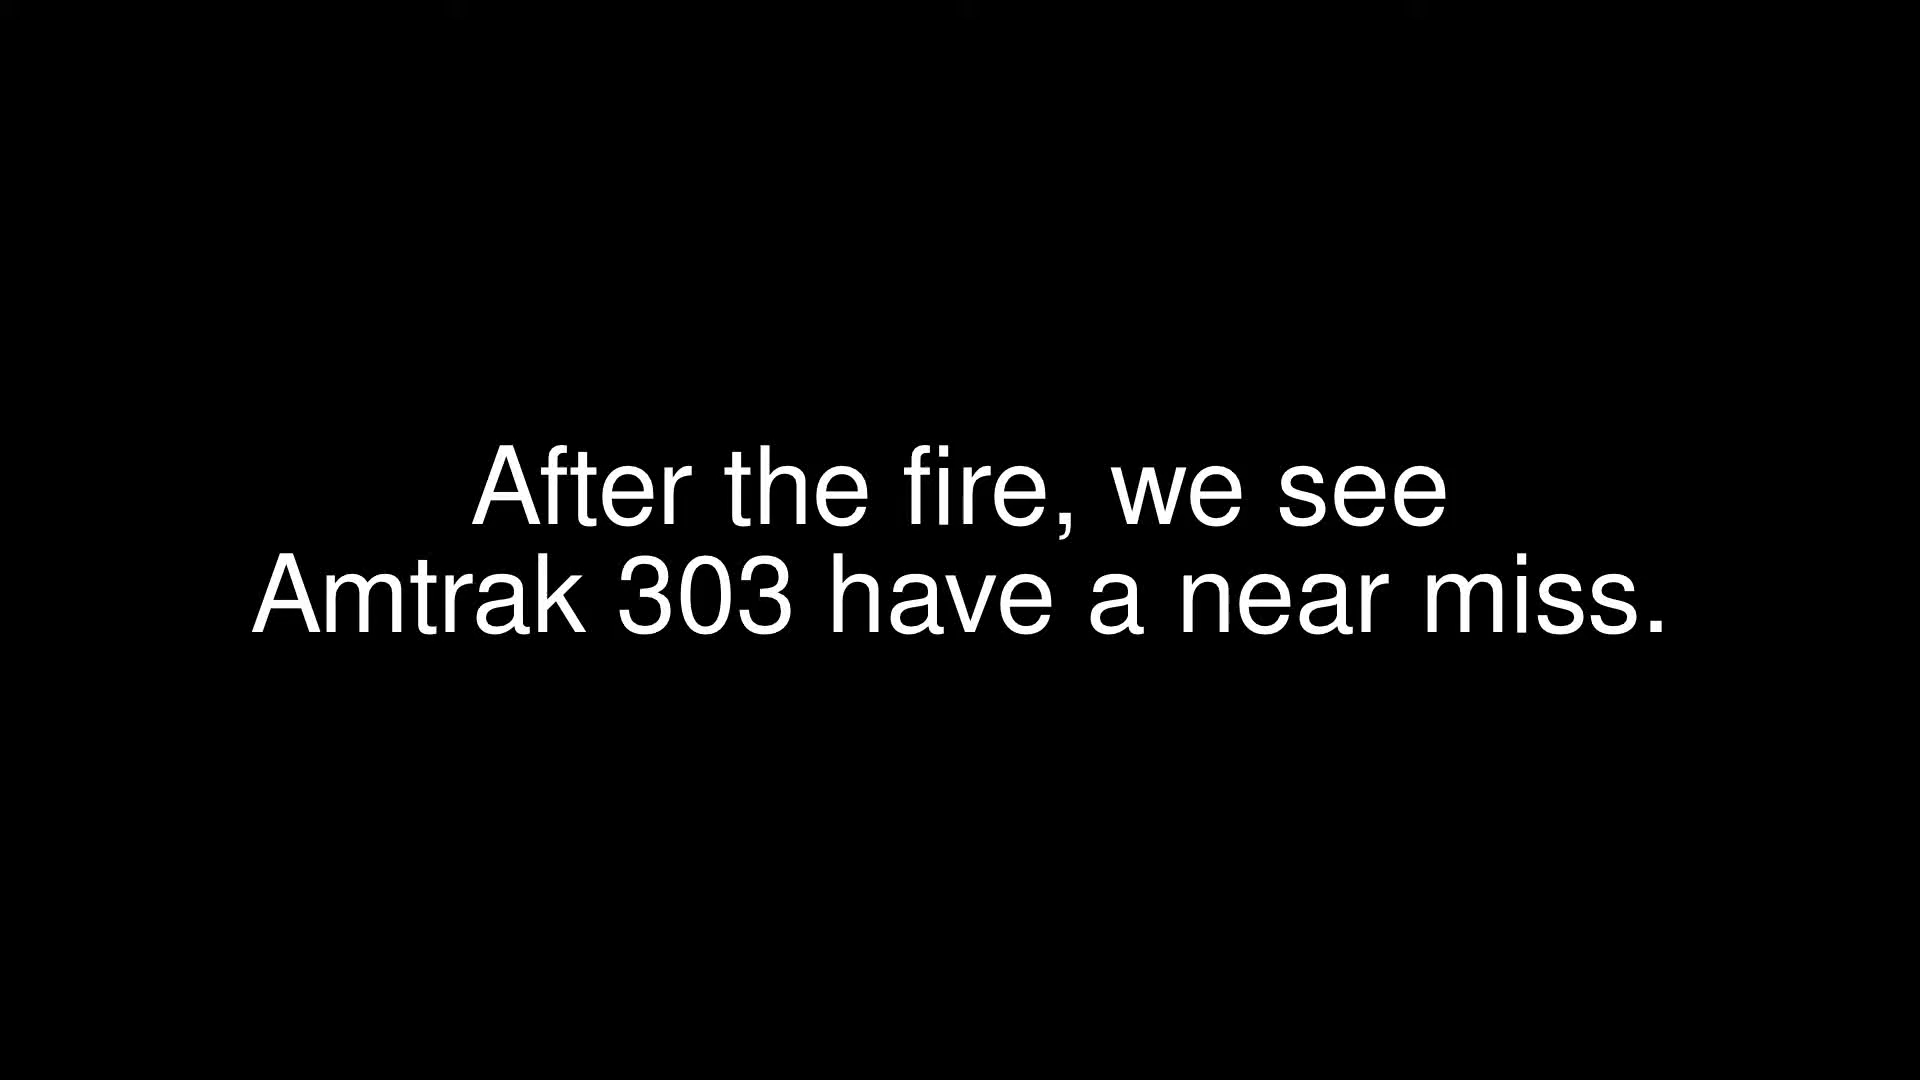 After the fire, we see
Amtrak 303 have a near miss.